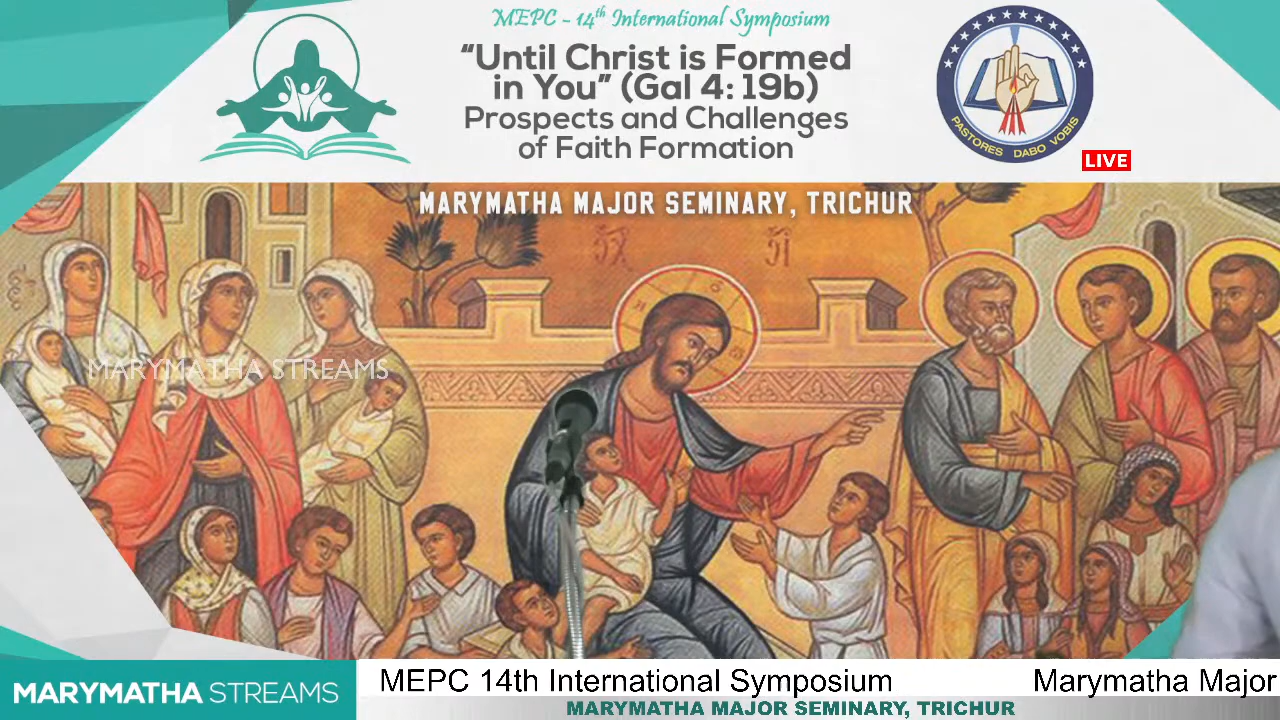 MEPC - 14th International Symposium
"Until Christ is Formed
in You" (Gal 4: 19b)
Prospects and Challenges
of Faith Formation
PASTORES DABO VOBIS
LIVE
MARYMATHA MAJOR SEMINARY, TRICHUR
MARYMATHA STREAMS
MARYMATHA STREAMS
MEPC 14th International Symposium
Marymatha Major
MARYMATHA MAJOR SEMINARY, TRICHUR